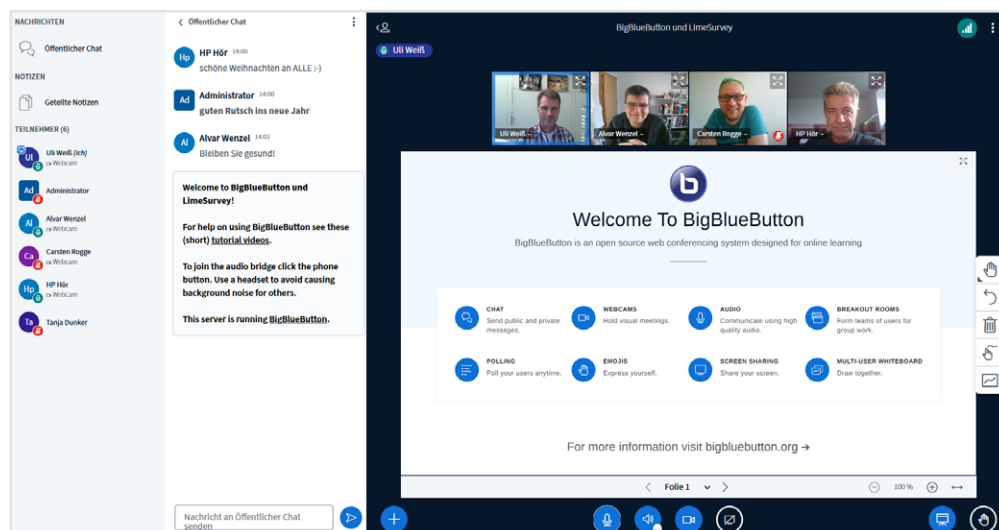 NACHRICHTEN
Öffentlicher Chat
NOTIZEN
Geteilte Notizen
TEILNEHMER (6)
Ul
Uli Weiß (Ich)
Webcam
Ad
Administrator
Al
Alvar Wenzel
Webcam
Ca
Carsten Rogge
Webcam
Hp
HP Hör
Webcam
Ta
Tanja Dunker
Öffentlicher Chat
Hp
HP Hör 14:00
schöne Weihnachten an ALLE :-)
Ad
Administrator 14:00
guten Rutsch ins neue Jahr
Al
Alvar Wenzel 14:01
Bleiben Sie gesund!
Welcome to BigBlueButton und
LimeSurvey!
For help on using BigBlueButton see these
(short) tutorial videos.
To join the audio bridge click the phone
button. Use a headset to avoid causing
background noise for others.
This server is running BigBlueButton.
Nachricht an Öffentlicher Chat
senden
BigBlueButton und LimeSurvey
Uli Weiß
Uli Weiß
Alvar Wenzel
Carsten Rogge
HP Hör
b
Welcome To BigBlueButton
BigBlueButton is an open source web conferencing system designed for online learning
CHAT
Send public and private
messages.
WEBCAMS
Hold visual meetings.
AUDIO
Communicate using high
quality audio.
BREAKOUT ROOMS
Form teams of users for
group work.
POLLING
Poll your users anytime.
EMOJIS
Express yourself.
SCREEN SHARING
Share your screen.
MULTI-USER WHITEBOARD
Draw together.
For more information visit bigbluebutton.org →
Folie 1
100 %